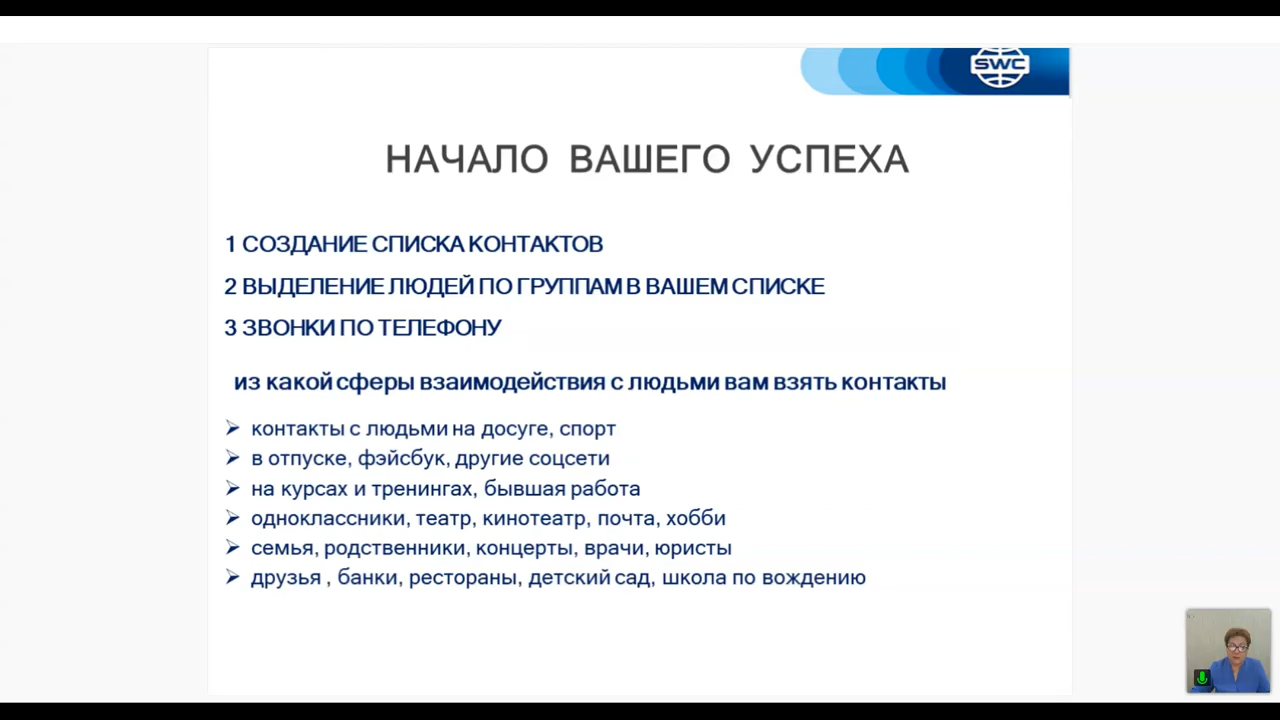 SWC
НАЧАЛО ВАШЕГО УСПЕХА
1 СОЗДАНИЕ СПИСКА КОНТАКТОВ
2 ВЫДЕЛЕНИЕ ЛЮДЕЙ ПО ГРУППАМ В ВАШЕМ СПИСКЕ
3 ЗВОНКИ ПО ТЕЛЕФОНУ
из какой сферы взаимодействия с людьми вам взять контакты
➢ контакты с людьми на досуге, спорт
➢ в отпуске, фэйсбук, другие соцсети
➢ на курсах и тренингах, бывшая работа
➢ одноклассники, театр, кинотеатр, почта, хобби
➢ семья, родственники, концерты, врачи, юристы
➢ друзья , банки, рестораны, детский сад, школа по вождению